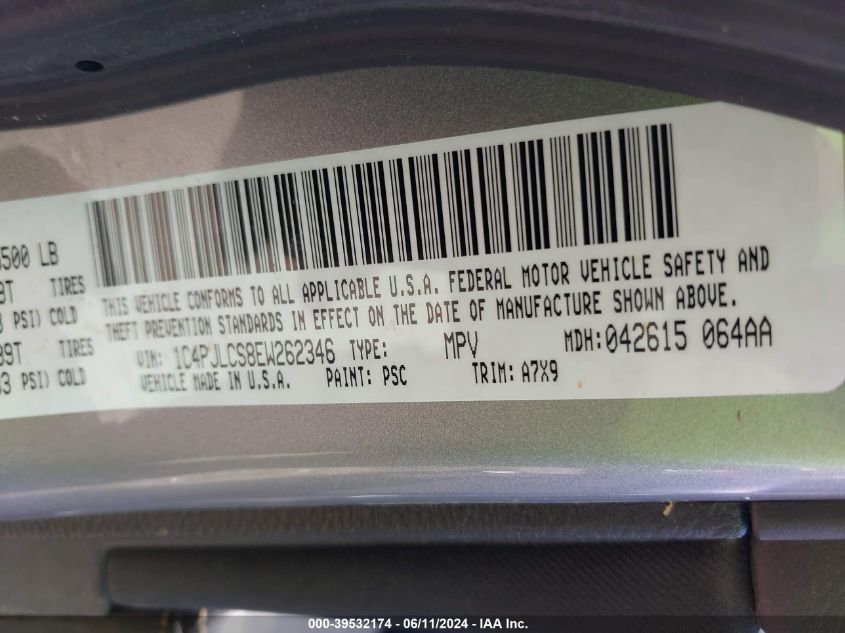 500 LB
TIRES
PSI) COLD
TIRES
PSI) COLD
THIS VEHICLE CONFORMS TO ALL APPLICABLE U.S.A. FEDERAL MOTOR VEHICLE SAFETY AND
THEFT PREVENTION STANDARDS IN EFFECT ON THE DATE OF MANUFACTURE SHOWN ABOVE.
VIN: 1C4PJLCS8EW262346 TYPE: MPV MDH: 042615 064AA
VEHICLE MADE IN U.S.A. PAINT: PSC TRIM: A7X9
000-39532174 - 06/11/2024 - IAA Inc.